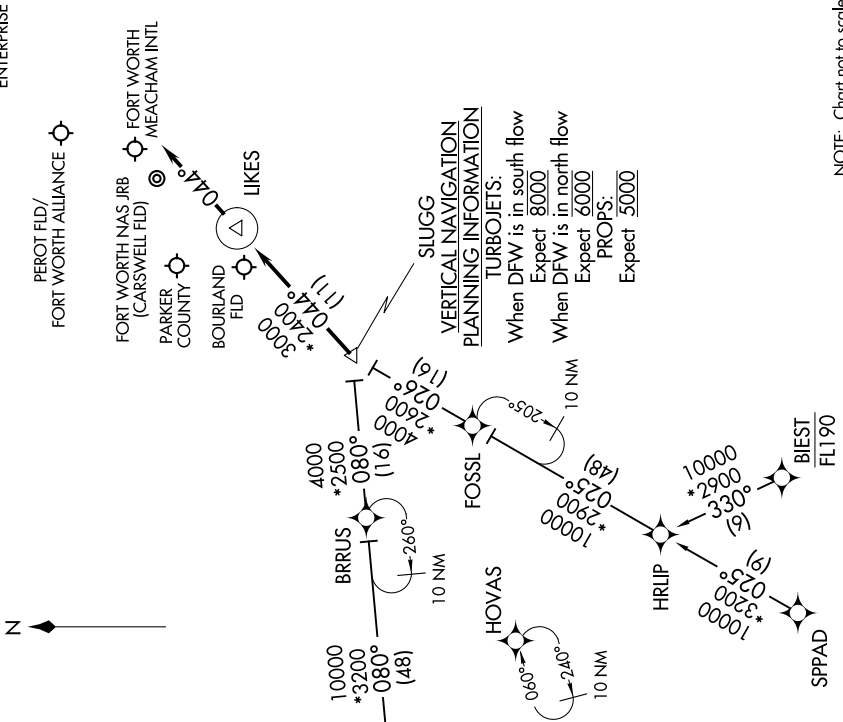 ENTERPRISE
N
PEROT FLD/
FORT WORTH ALLIANCE
FORT WORTH
MEACHAM INTL
FORT WORTH NAS JRB
(CARSWELL FLD)
PARKER
COUNTY
BOURLAND
FLD
044°
LIKES
3000
*2400
044°
(11)
SLUGG
VERTICAL NAVIGATION
PLANNING INFORMATION
TURBOJETS:
When DFW is in south flow
Expect 8000
When DFW is in north flow
Expect 6000
PROPS:
Expect 5000
4000
*2500
080°
(16)
4000
*2600
026°
(16)
BRRUS
260°
10 NM
10000
*3200
080°
(48)
FOSSL
205°
10 NM
10000
*2900
025°
(48)
HOVAS
060°
240°
10 NM
HRLIP
10000
*2900
330°
(9)
BIEST
FL190
10000
*3200
025°
(9)
SPPAD
NOTE: Chart not to scale